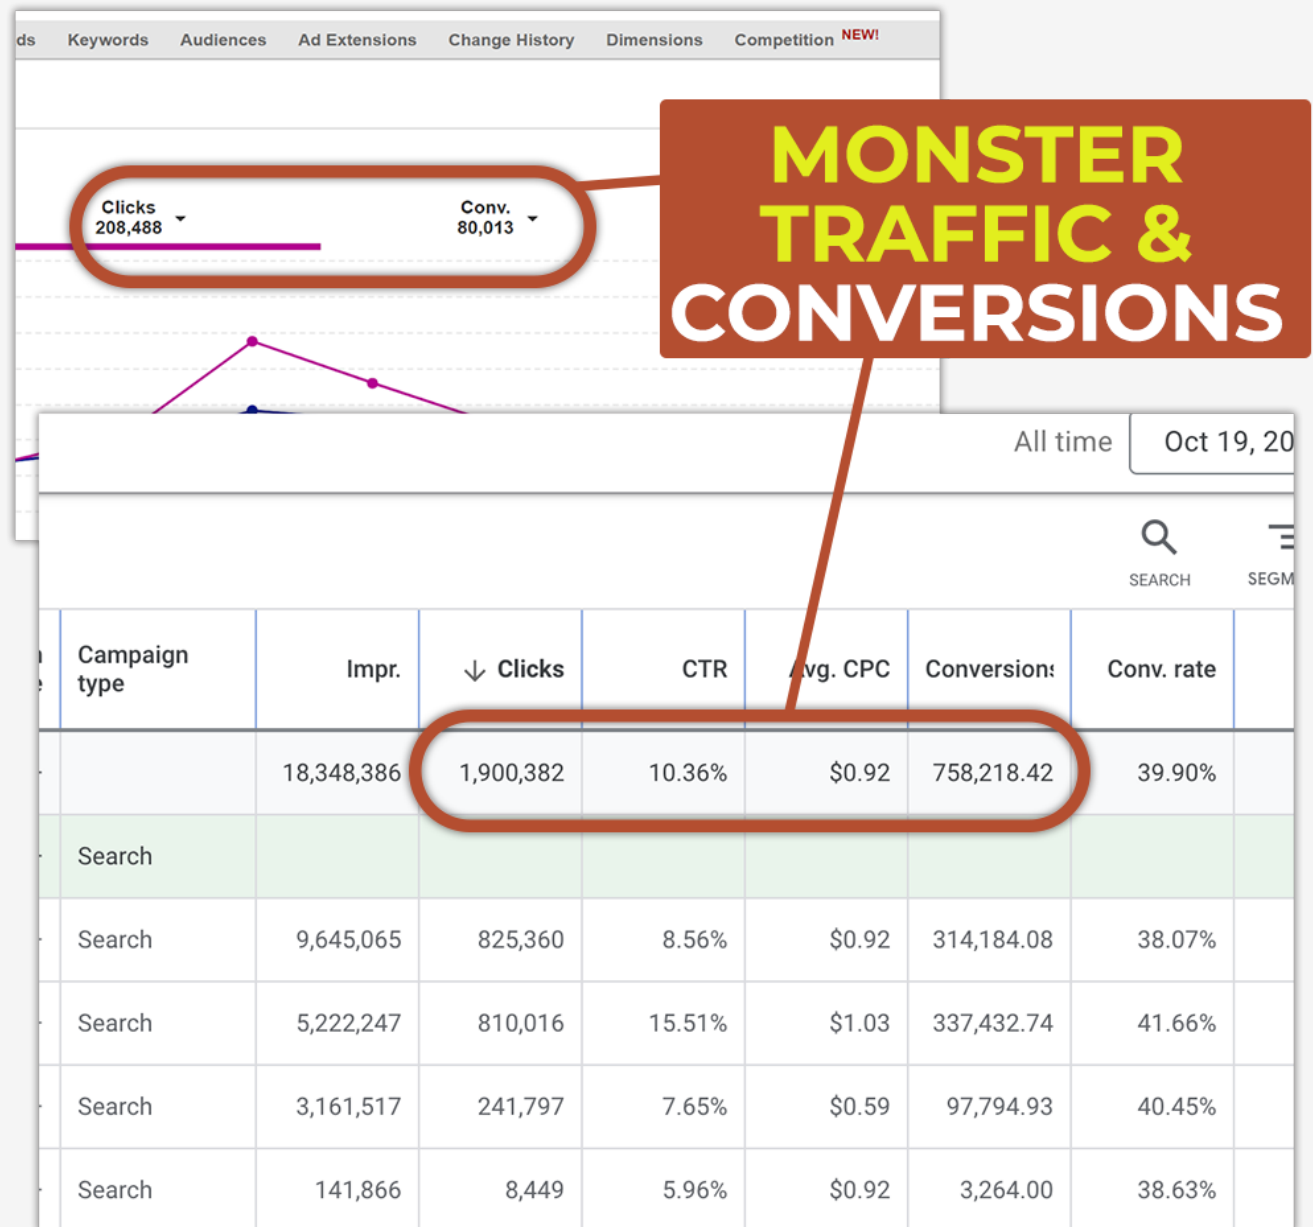 ds Keywords Audiences Ad Extensions Change History Dimensions Competition NEW!
MONSTER
TRAFFIC &
CONVERSIONS
Clicks Conv.
208,488 80,013
All time Oct 19, 20
SEARCH SEGM
Campaign type Impr. Clicks CTR Avg. CPC Conversions Conv. rate
18,348,386 1,900,382 10.36% $0.92 758,218.42 39.90%
Search
Search 9,645,065 825,360 8.56% $0.92 314,184.08 38.07%
Search 5,222,247 810,016 15.51% $1.03 337,432.74 41.66%
Search 3,161,517 241,797 7.65% $0.59 97,794.93 40.45%
Search 141,866 8,449 5.96% $0.92 3,264.00 38.63%